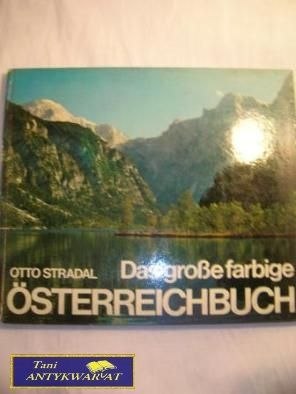 OTTO STRADAL Das große farbige
ÖSTERREICHBUCH
Tani
ANTYKWARIAT